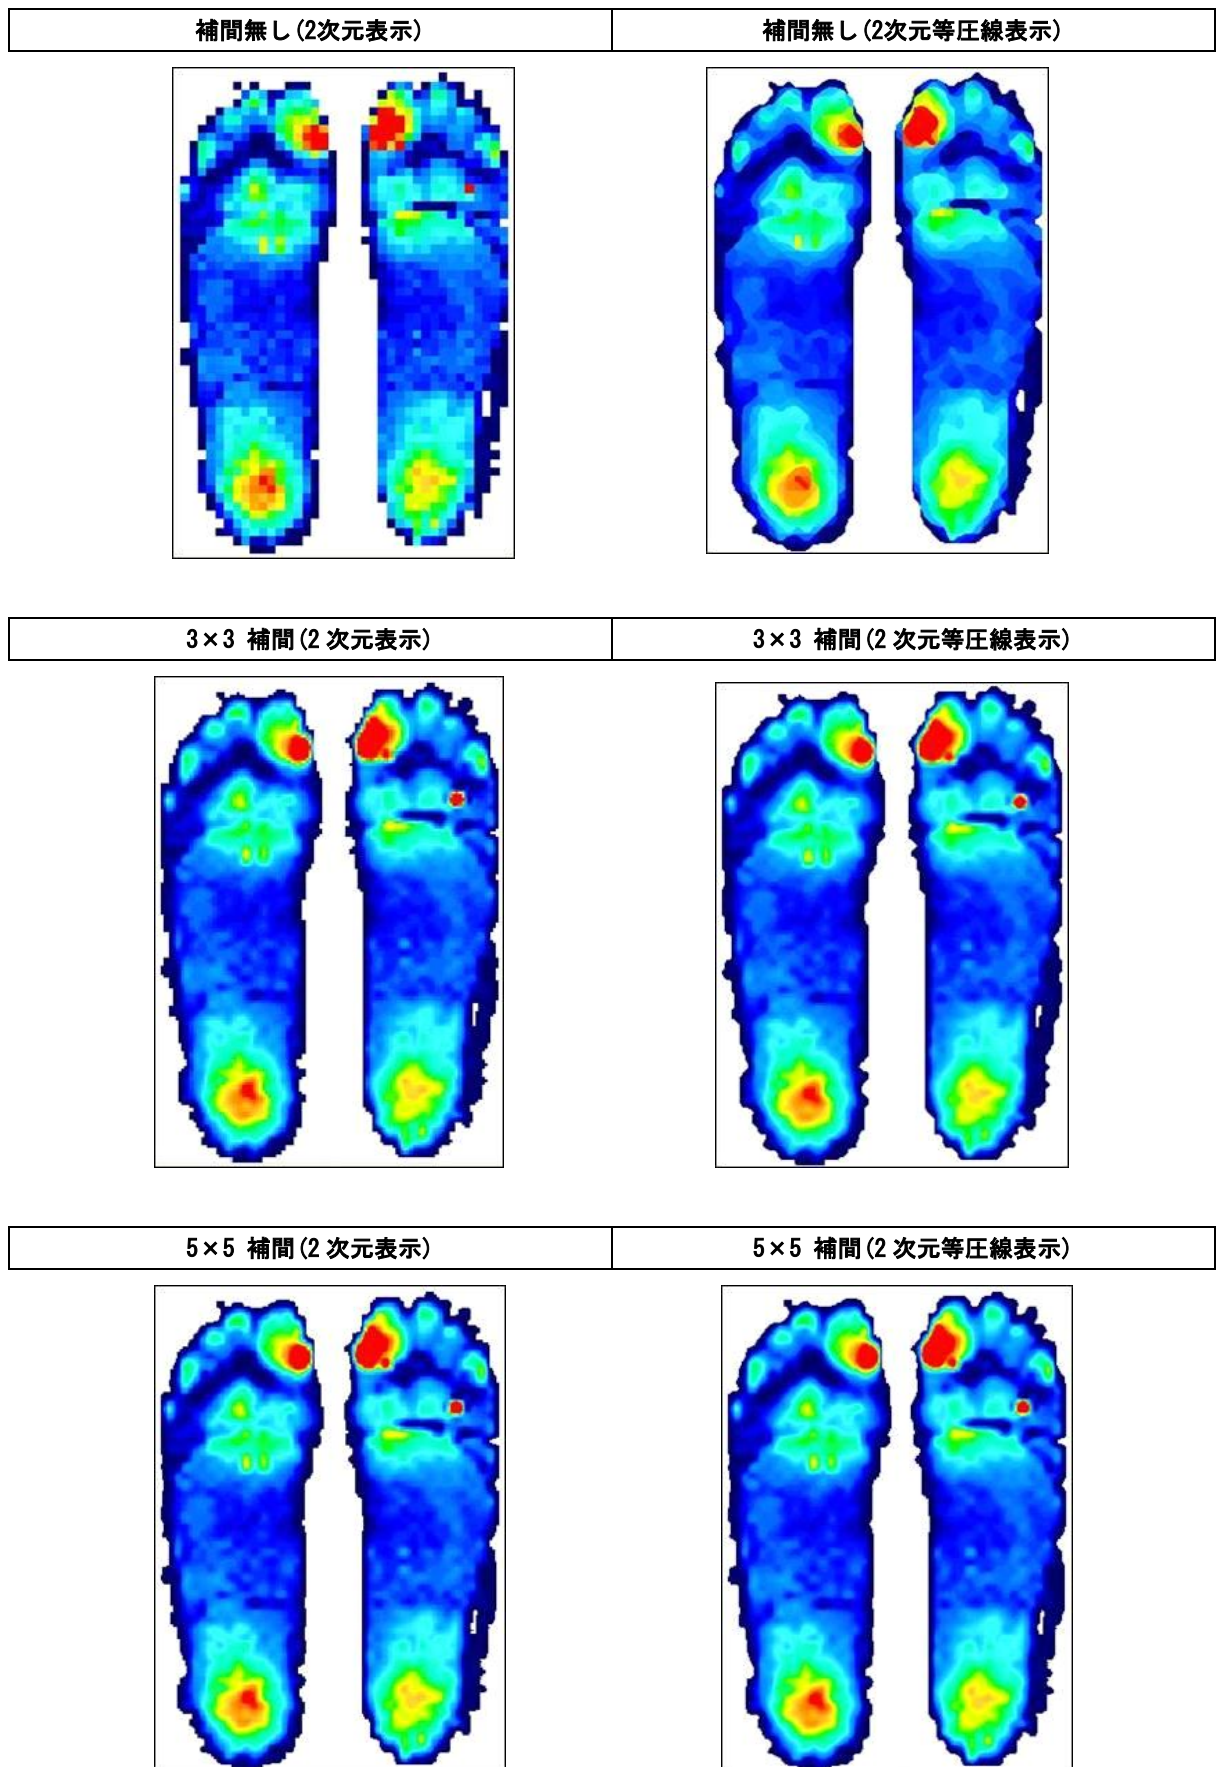 補間無し(2次元表示)
補間無し(2次元等圧線表示)
3×3 補間(2 次元表示)
3×3 補間(2 次元等圧線表示)
5×5 補間(2 次元表示)
5×5 補間(2 次元等圧線表示)